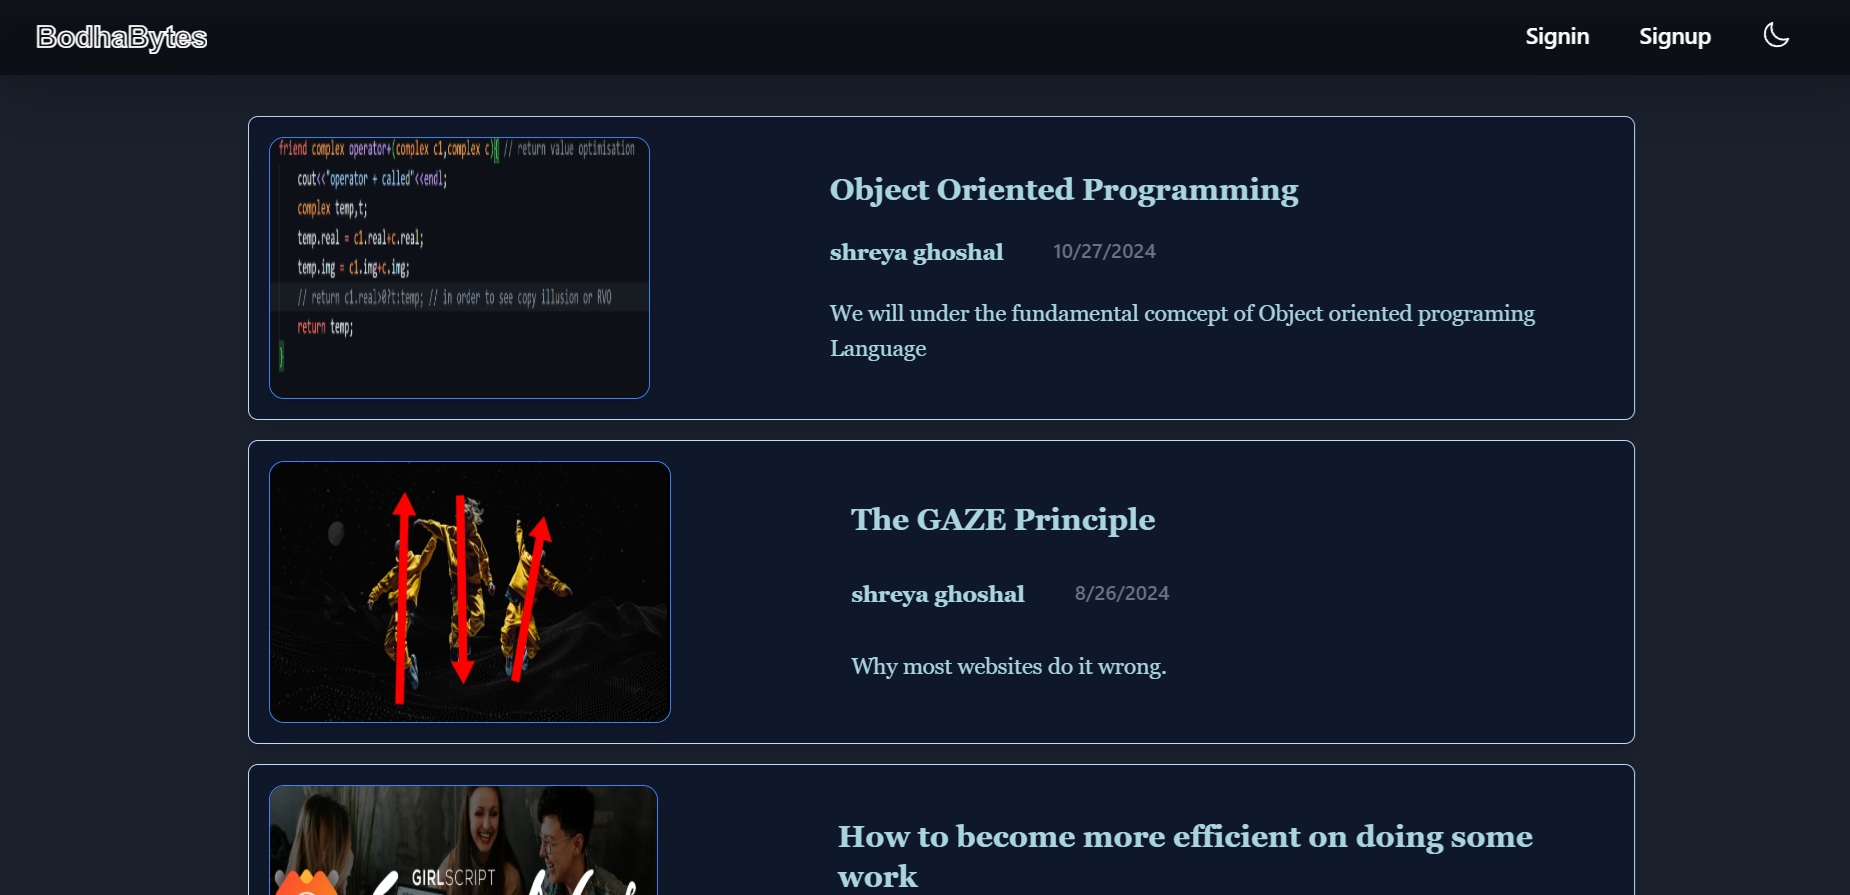 BodhaBytes
Signin
Signup
friend complex operator+(complex c1,complex c){ // return value optimisation
cout<<"operator + called"<<endl;
complex temp,t;
temp.real = c1.real+c.real;
temp.img = c1.img+c.img;
// return c1.real>0?t:temp; // in order to see copy illusion or RVO
return temp;
}
Object Oriented Programming
shreya ghoshal 10/27/2024
We will under the fundamental comcept of Object oriented programing
Language
The GAZE Principle
shreya ghoshal 8/26/2024
Why most websites do it wrong.
How to become more efficient on doing some
work
GIRLSCRIPT